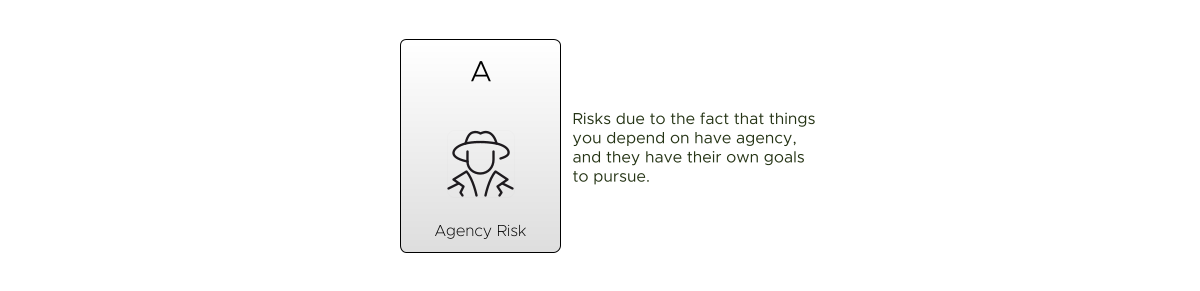 A
Agency Risk
Risks due to the fact that things
you depend on have agency,
and they have their own goals
to pursue.